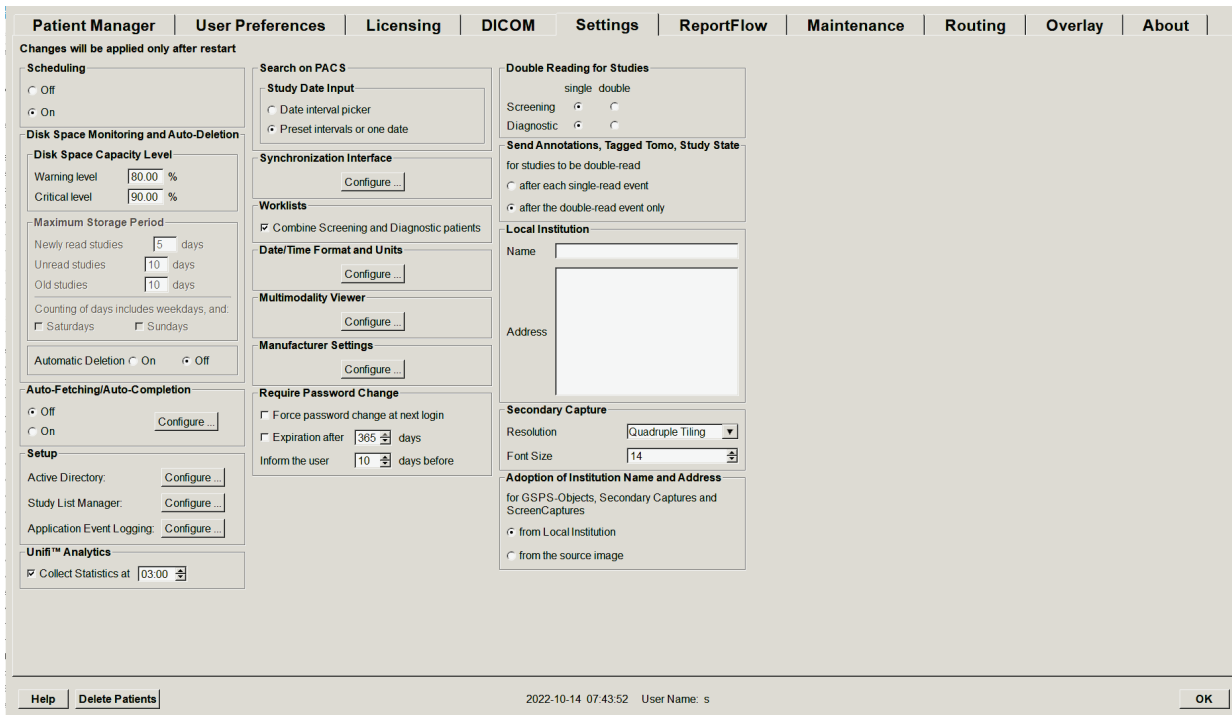 Patient Manager User Preferences Licensing DICOM Settings ReportFlow Maintenance Routing Overlay About
Changes will be applied only after restart
Scheduling
Off
On
Disk Space Monitoring and Auto-Deletion
Disk Space Capacity Level
Warning level 80.00 %
Critical level 90.00 %
Maximum Storage Period
Newly read studies 5 days
Unread studies 10 days
Old studies 10 days
Counting of days includes weekdays, and:
Saturdays Sundays
Automatic Deletion On Off
Auto-Fetching/Auto-Completion
Off
Configure ...
On
Setup
Active Directory: Configure ...
Study List Manager: Configure ...
Application Event Logging: Configure ...
Unifi™ Analytics
Collect Statistics at 03:00
Search on PACS
Study Date Input
Date interval picker
Preset intervals or one date
Synchronization Interface
Configure ...
Worklists
Combine Screening and Diagnostic patients
Date/Time Format and Units
Configure ...
Multimodality Viewer
Configure ...
Manufacturer Settings
Configure ...
Require Password Change
Force password change at next login
Expiration after 365 days
Inform the user 10 days before
Double Reading for Studies
single double
Screening
Diagnostic
Send Annotations, Tagged Tomo, Study State
for studies to be double-read
after each single-read event
after the double-read event only
Local Institution
Name
Address
Secondary Capture
Resolution Quadruple Tiling
Font Size 14
Adoption of Institution Name and Address
for GSPS-Objects, Secondary Captures and
ScreenCaptures
from Local Institution
from the source image
Help Delete Patients 2022-10-14 07:43:52 User Name: s OK